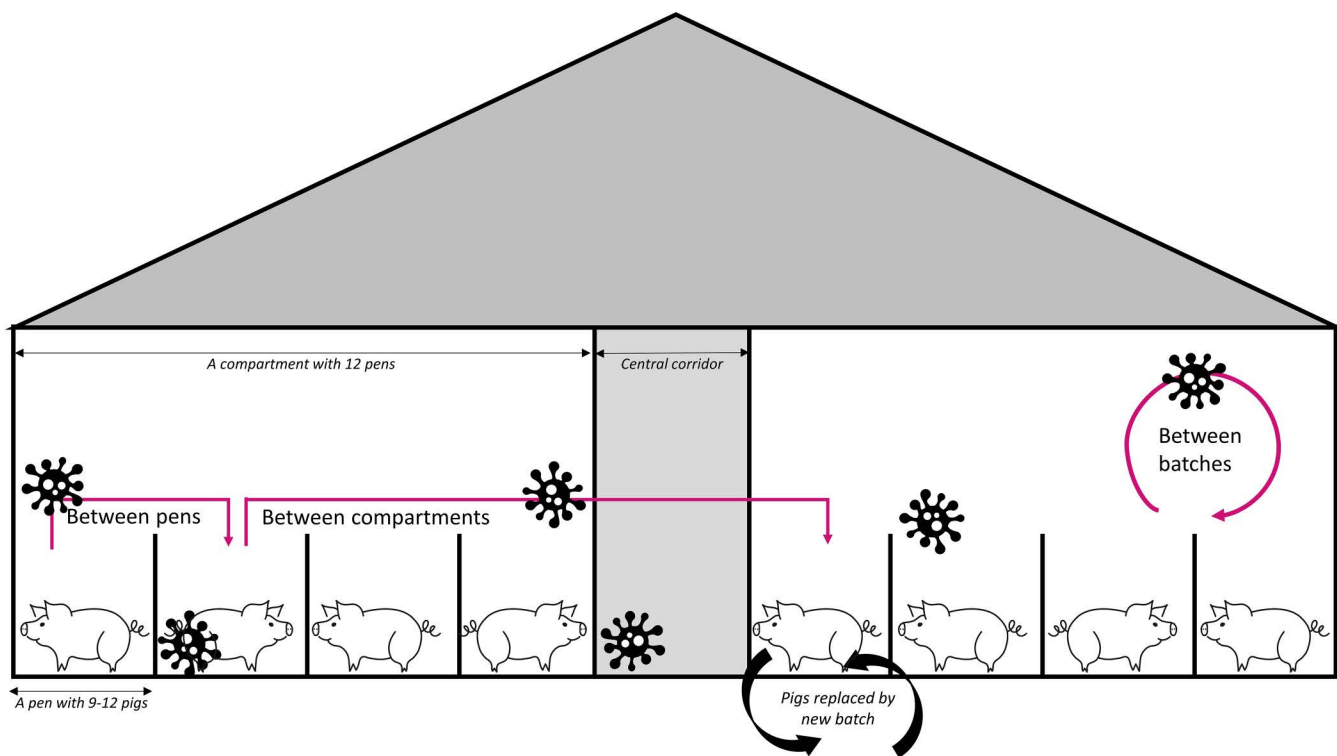 A compartment with 12 pens
Central corridor
Between
batches
Between pens
Between compartments
A pen with 9-12 pigs
Pigs replaced by
new batch